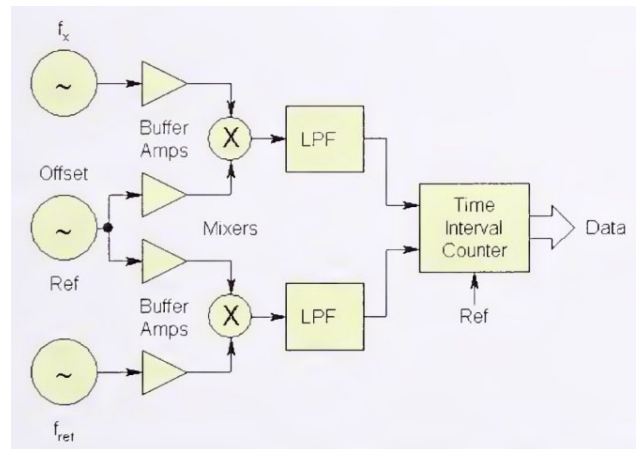 fx
Buffer
Amps
LPF
Offset
Mixers
Time
Interval
Counter
Data
Ref
Buffer
Amps
LPF
Ref
fref
X
X
~
~
~